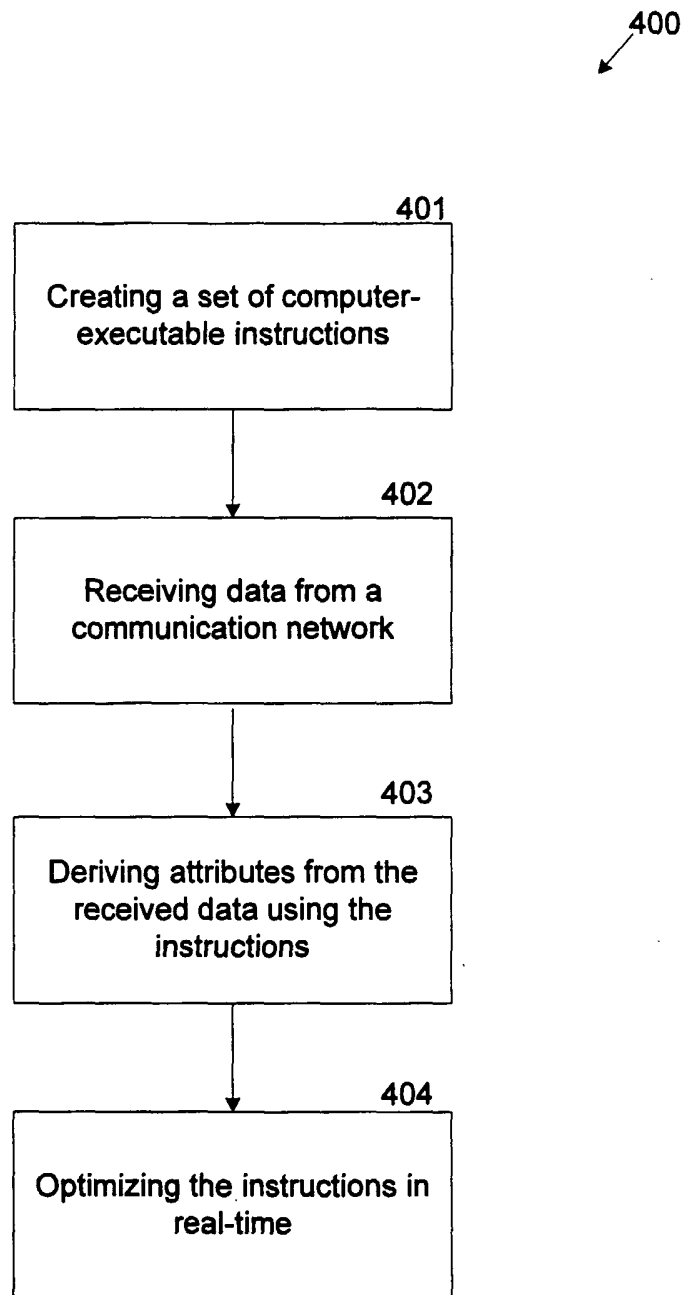 400
401
Creating a set of computer-
executable instructions
402
Receiving data from a
communication network
403
Deriving attributes from the
received data using the
instructions
404
Optimizing the instructions in
real-time